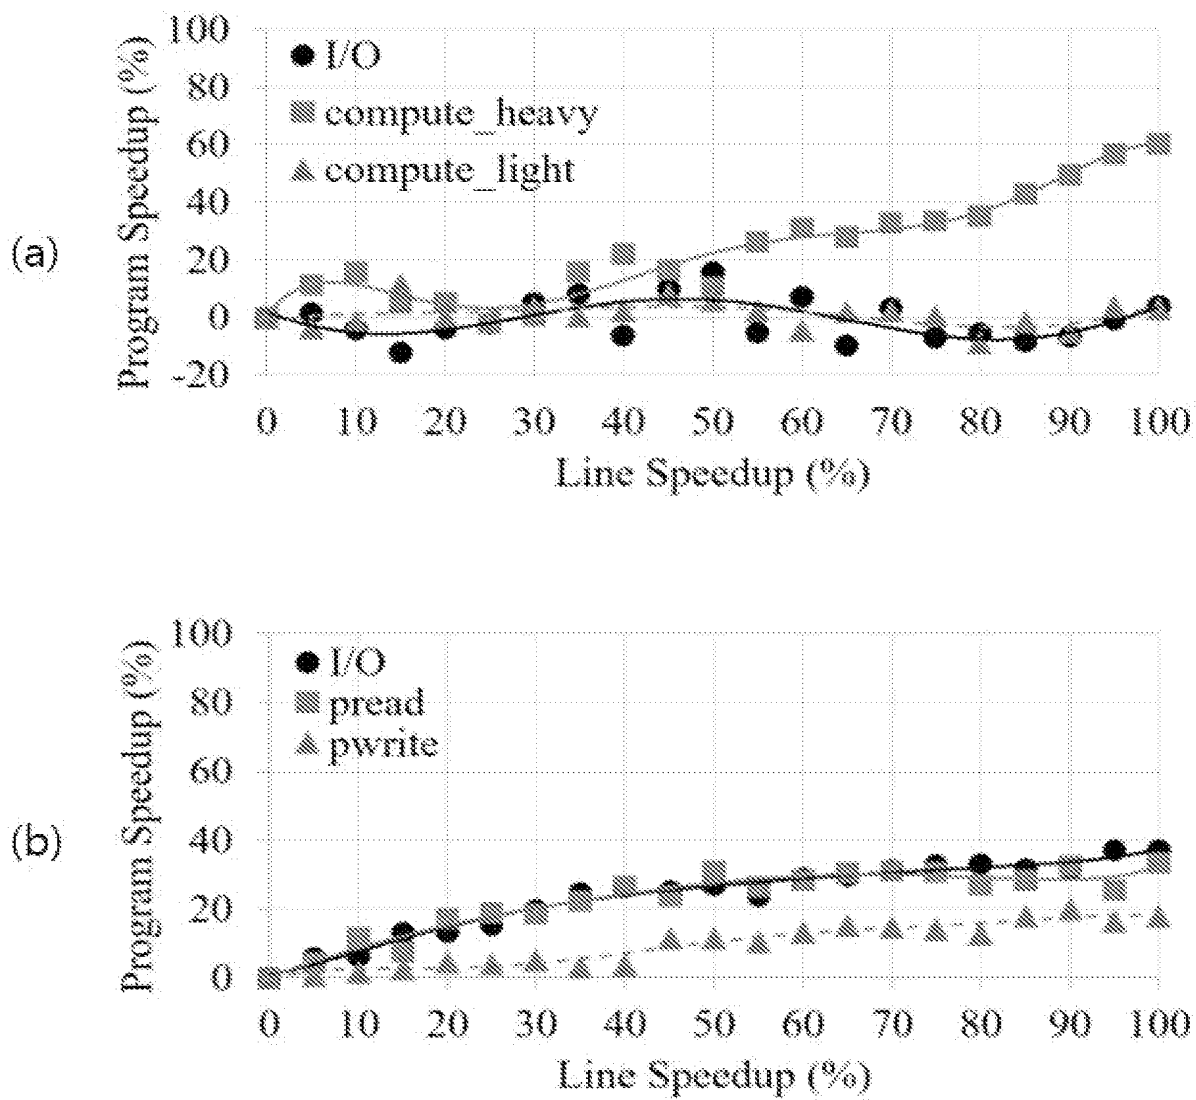 (a)
Program Speedup (%)
100
80
60
40
20
0
-20
I/O
compute_heavy
compute_light
0 10 20 30 40 50 60 70 80 90 100
Line Speedup (%)
(b)
Program Speedup (%)
100
80
60
40
20
0
I/O
pread
pwrite
0 10 20 30 40 50 60 70 80 90 100
Line Speedup (%)